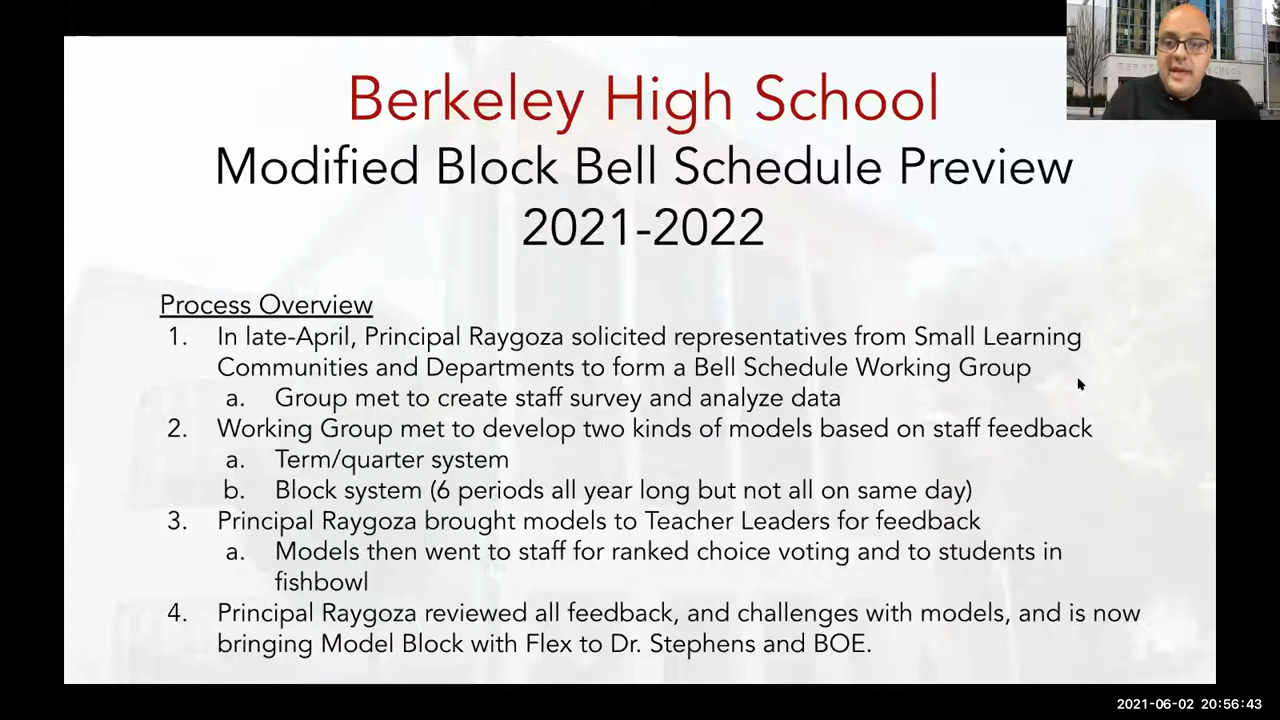 Berkeley High School
Modified Block Bell Schedule Preview
2021-2022
Process Overview
1. In late-April, Principal Raygoza solicited representatives from Small Learning
Communities and Departments to form a Bell Schedule Working Group
a. Group met to create staff survey and analyze data
2. Working Group met to develop two kinds of models based on staff feedback
a. Term/quarter system
b. Block system (6 periods all year long but not all on same day)
3. Principal Raygoza brought models to Teacher Leaders for feedback
a. Models then went to staff for ranked choice voting and to students in
fishbowl
4. Principal Raygoza reviewed all feedback, and challenges with models, and is now
bringing Model Block with Flex to Dr. Stephens and BOE.
2021-06-02 20:56:43